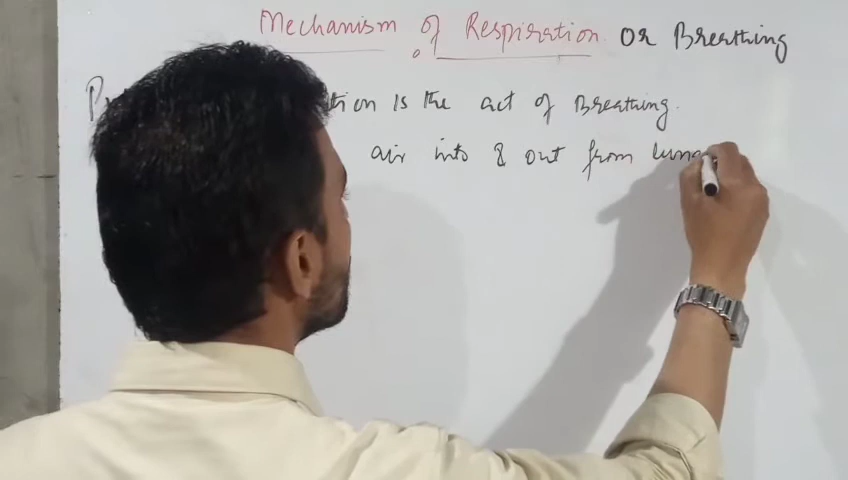 Mechanism of Respiration or Breathing
tion is the act of Breathing.
air into & out from lung